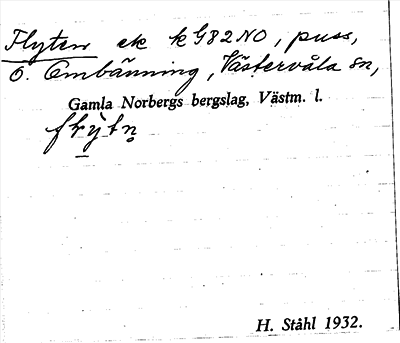 Flyten ek k G82NO, puss,
O. Ombänning, Västervåla sn,
Gamla Norbergs bergslag, Västm. l.
H. Ståhl 1932.